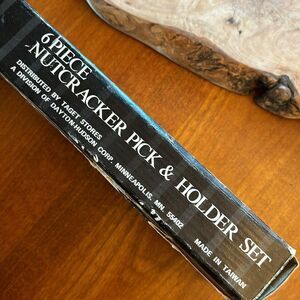 6 PIECE
NUTCRACKER PICK & HOLDER SET
DISTRIBUTED BY TAGET STORES
A DIVISION OF DAYTON-HUDSON CORP. MINNEAPOLIS, MN. 55402
MADE IN TAIWAN